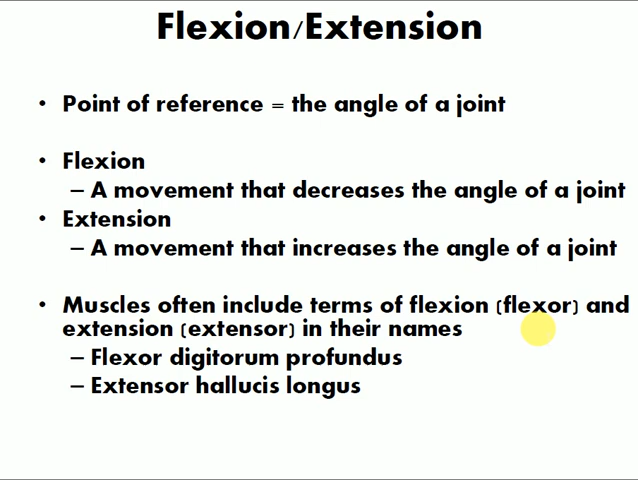 Flexion/Extension
• Point of reference = the angle of a joint
• Flexion
– A movement that decreases the angle of a joint
• Extension
– A movement that increases the angle of a joint
• Muscles often include terms of flexion (flexor) and
extension (extensor) in their names
– Flexor digitorum profundus
– Extensor hallucis longus